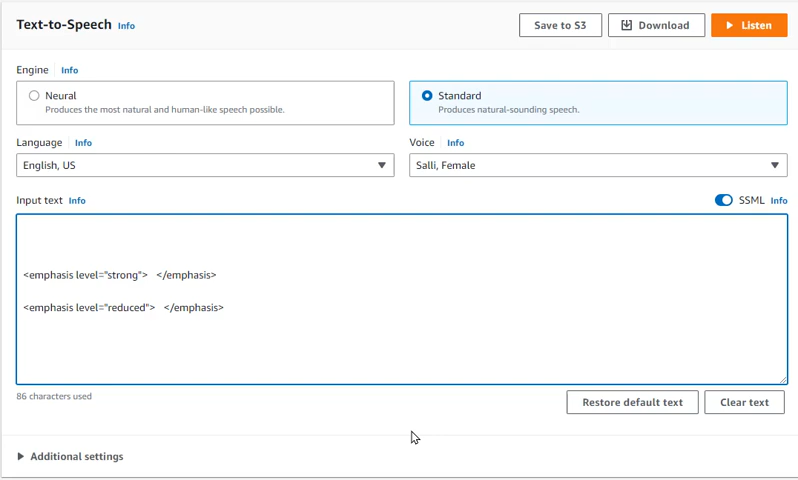 Text-to-Speech Info Save to S3 Download Listen
Engine Info
Neural
Produces the most natural and human-like speech possible.
Standard
Produces natural-sounding speech.
Language Info
English, US
Voice Info
Salli, Female
Input text Info SSML Info
<emphasis level="strong">   </emphasis>
<emphasis level="reduced">   </emphasis>
86 characters used
Restore default text Clear text
Additional settings